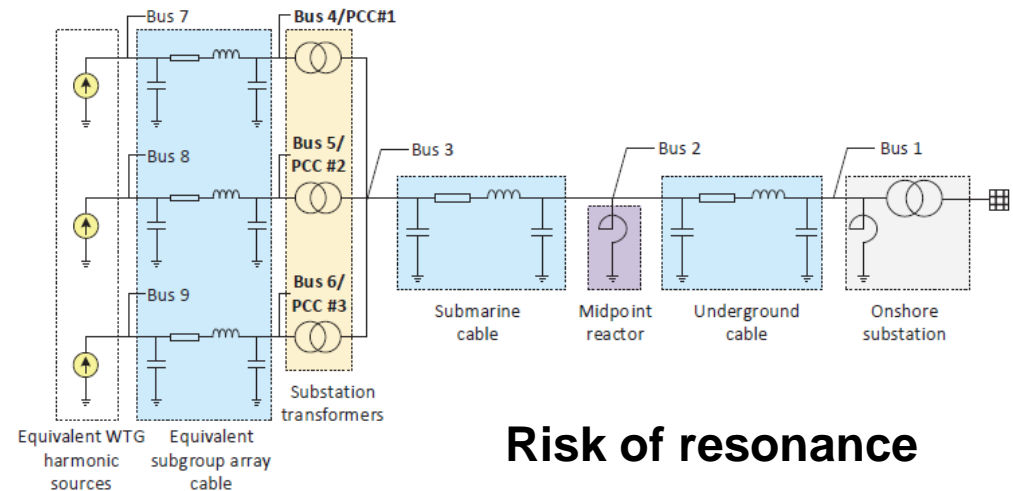 Bus 7
Bus 4/PCC#1
Bus 8
Bus 5/
PCC #2
Bus 3
Bus 2
Bus 1
Bus 9
Bus 6/
PCC #3
Submarine
cable
Midpoint
reactor
Underground
cable
Onshore
substation
Substation
transformers
Equivalent WTG
harmonic
sources
Equivalent
subgroup array
cable
Risk of resonance